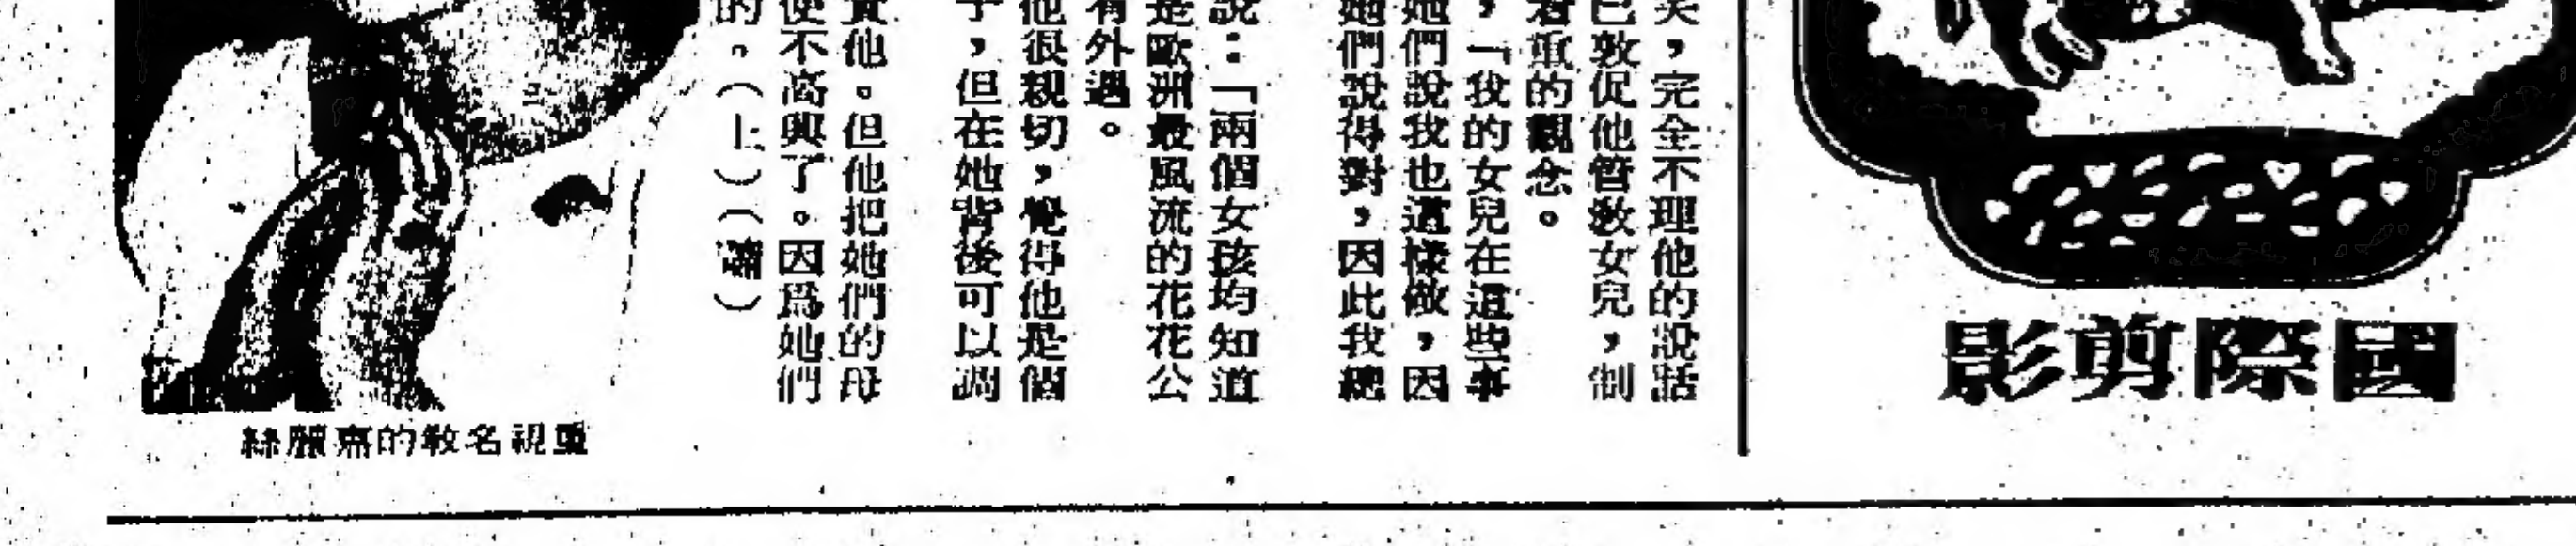 國際剪影
笑，完全不理他的說話
已敦促他管教女兒，制
着重的觀念。
，「我的女兒在這些事
她們說我也這樣做，因
她們說得對，因此我總
說：「兩個女孩均知道
是歐洲最風流的花花公
有外遇。
他很親切，覺得他是個
子，但在她背後可以調
責他。但他把她們的母
便不高興了。因爲她們
的。（上）（ ）
重視名教的 麗絲